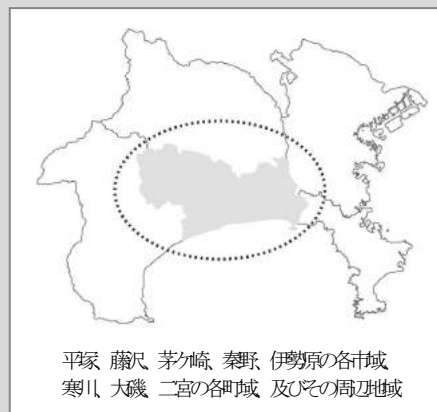 平塚、藤沢、茅ケ崎、秦野、伊勢原の各市域、
寒川、大磯、二宮の各町域、及びその周辺地域